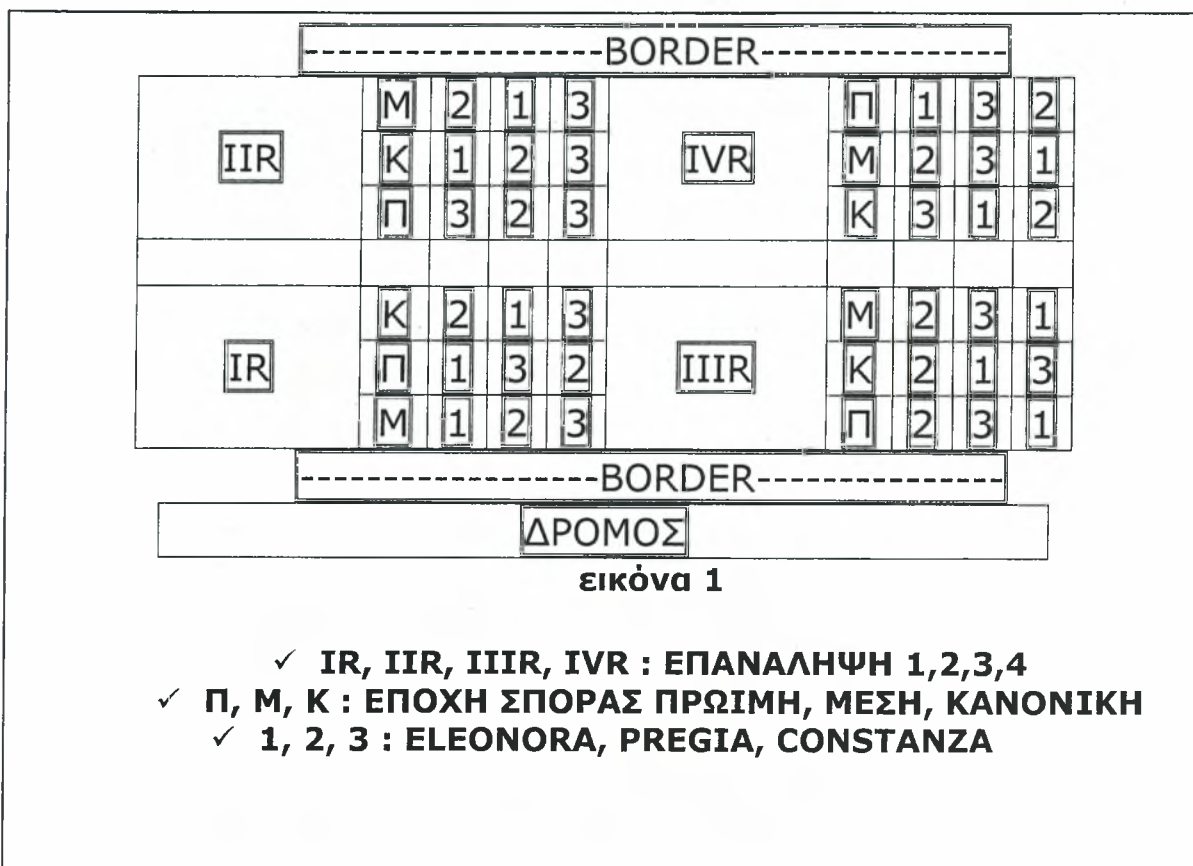 ------------------BORDER---------------
M 2 1 3 Π 1 3 2
IIR K 1 2 3 IVR M 2 3 1
Π 3 2 3 K 3 1 2
K 2 1 3 M 2 3 1
IR Π 1 3 2 IIIR K 2 1 3
M 1 2 3 Π 2 3 1
------------------BORDER---------------
ΔΡΟΜΟΣ
εικόνα 1
✓ IR, IIR, IIIR, IVR : ΕΠΑΝΑΛΗΨΗ 1,2,3,4
✓ Π, Μ, Κ : ΕΠΟΧΗ ΣΠΟΡΑΣ ΠΡΩΙΜΗ, ΜΕΣΗ, ΚΑΝΟΝΙΚΗ
✓ 1, 2, 3 : ELEONORA, PREGIA, CONSTANZA